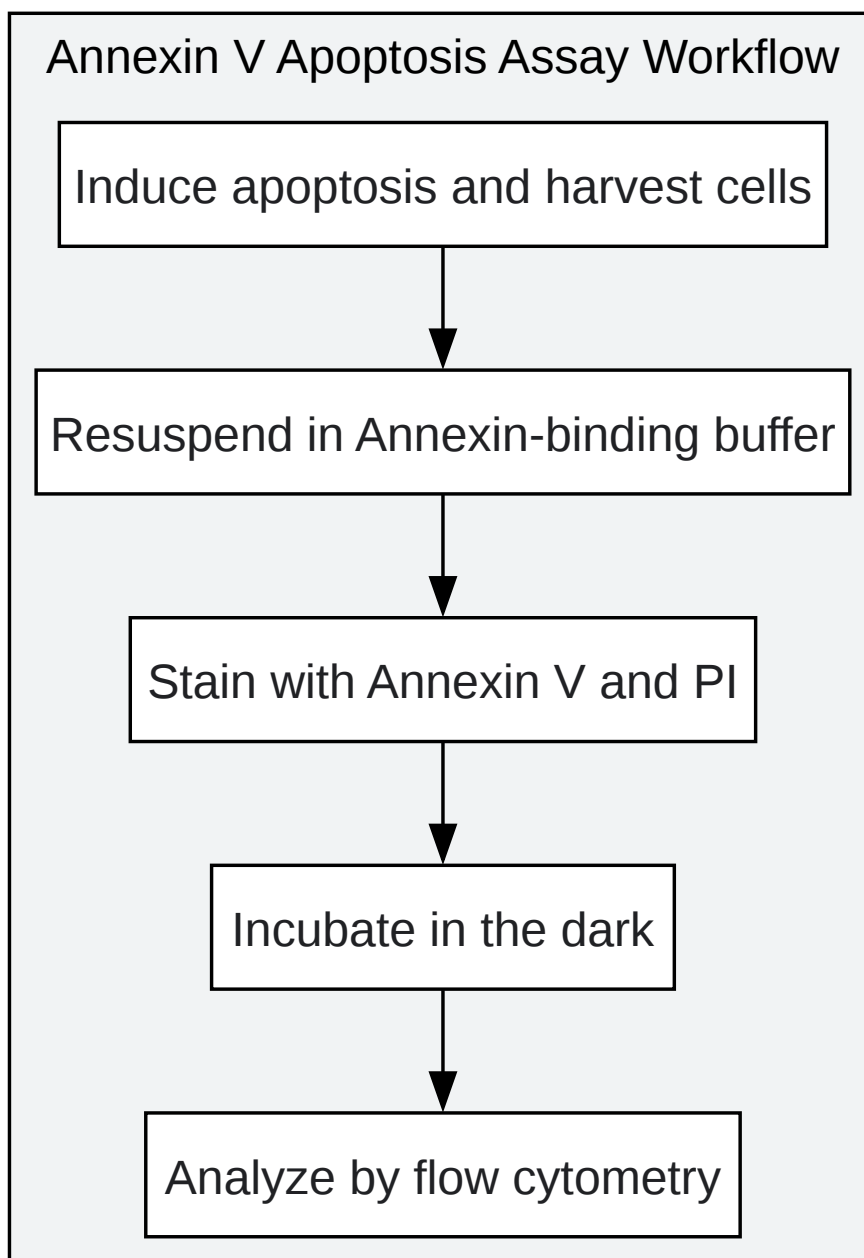 Annexin V Apoptosis Assay Workflow
Induce apoptosis and harvest cells
Resuspend in Annexin-binding buffer
Stain with Annexin V and PI
Incubate in the dark
Analyze by flow cytometry